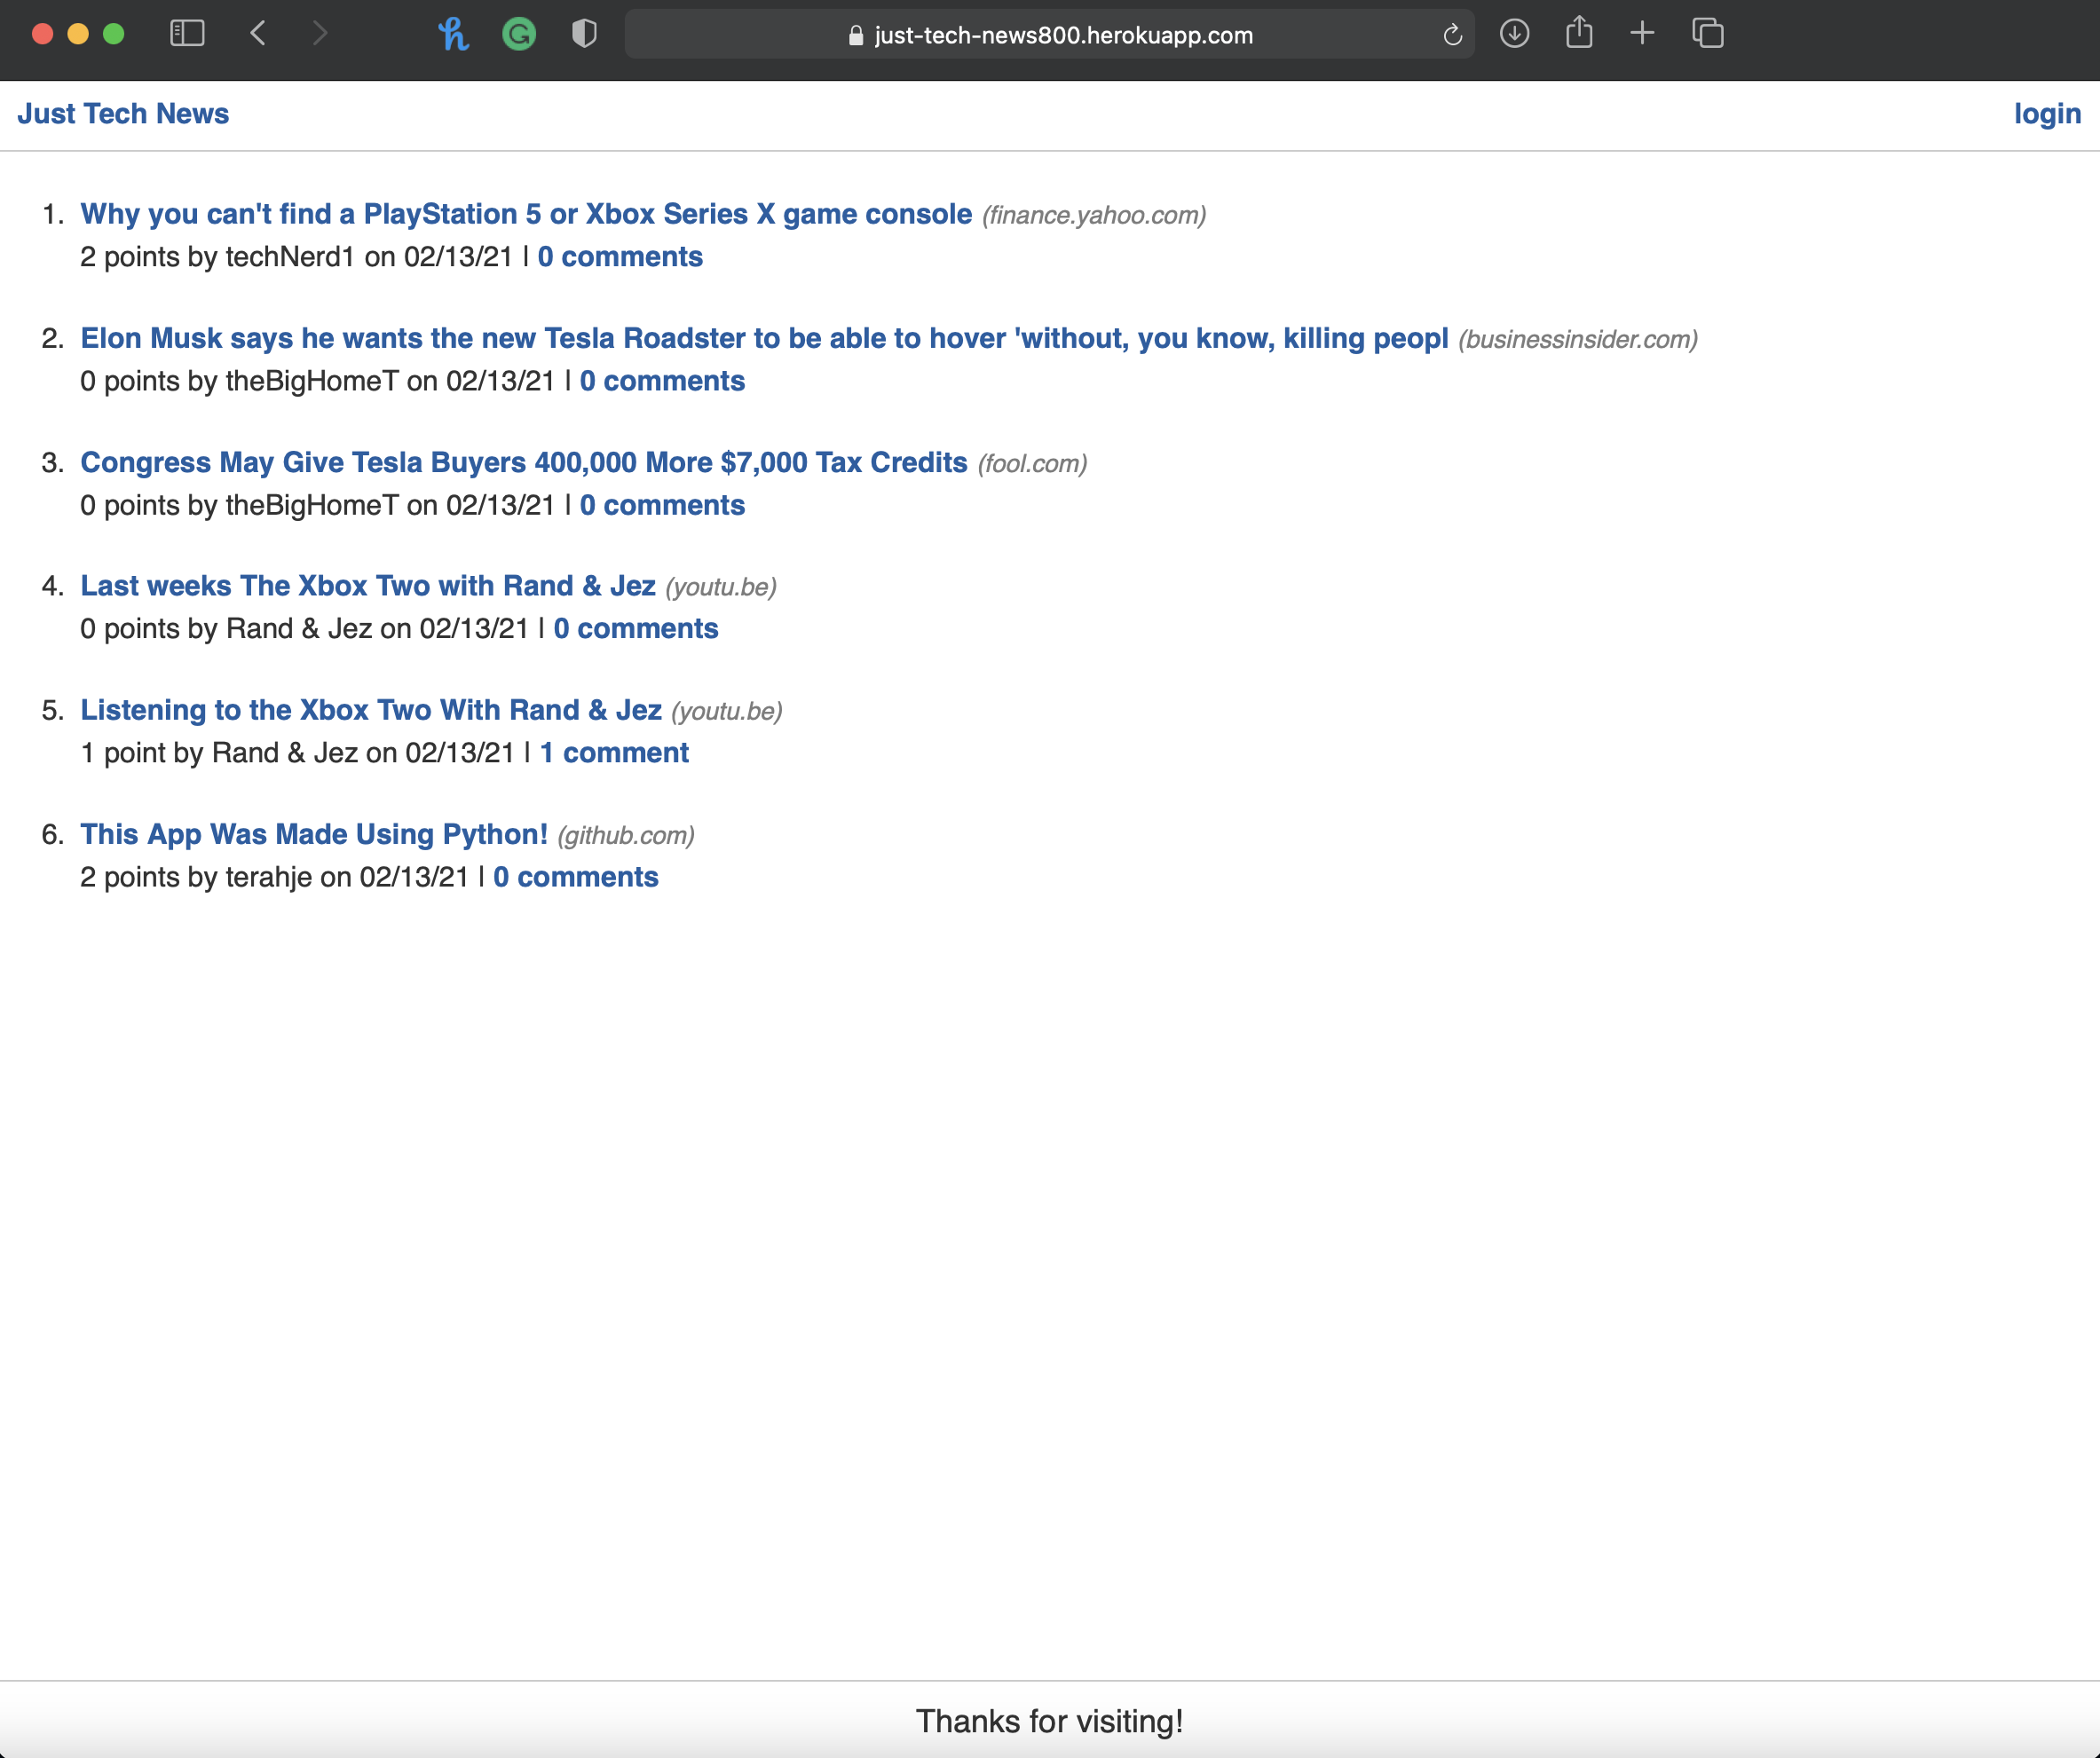 just-tech-news800.herokuapp.com
Just Tech News
login
1. Why you can't find a PlayStation 5 or Xbox Series X game console (finance.yahoo.com)
2 points by techNerd1 on 02/13/21 | 0 comments
2. Elon Musk says he wants the new Tesla Roadster to be able to hover 'without, you know, killing peopl (businessinsider.com)
0 points by theBigHomeT on 02/13/21 | 0 comments
3. Congress May Give Tesla Buyers 400,000 More $7,000 Tax Credits (fool.com)
0 points by theBigHomeT on 02/13/21 | 0 comments
4. Last weeks The Xbox Two with Rand & Jez (youtu.be)
0 points by Rand & Jez on 02/13/21 | 0 comments
5. Listening to the Xbox Two With Rand & Jez (youtu.be)
1 point by Rand & Jez on 02/13/21 | 1 comment
6. This App Was Made Using Python! (github.com)
2 points by terahje on 02/13/21 | 0 comments
Thanks for visiting!